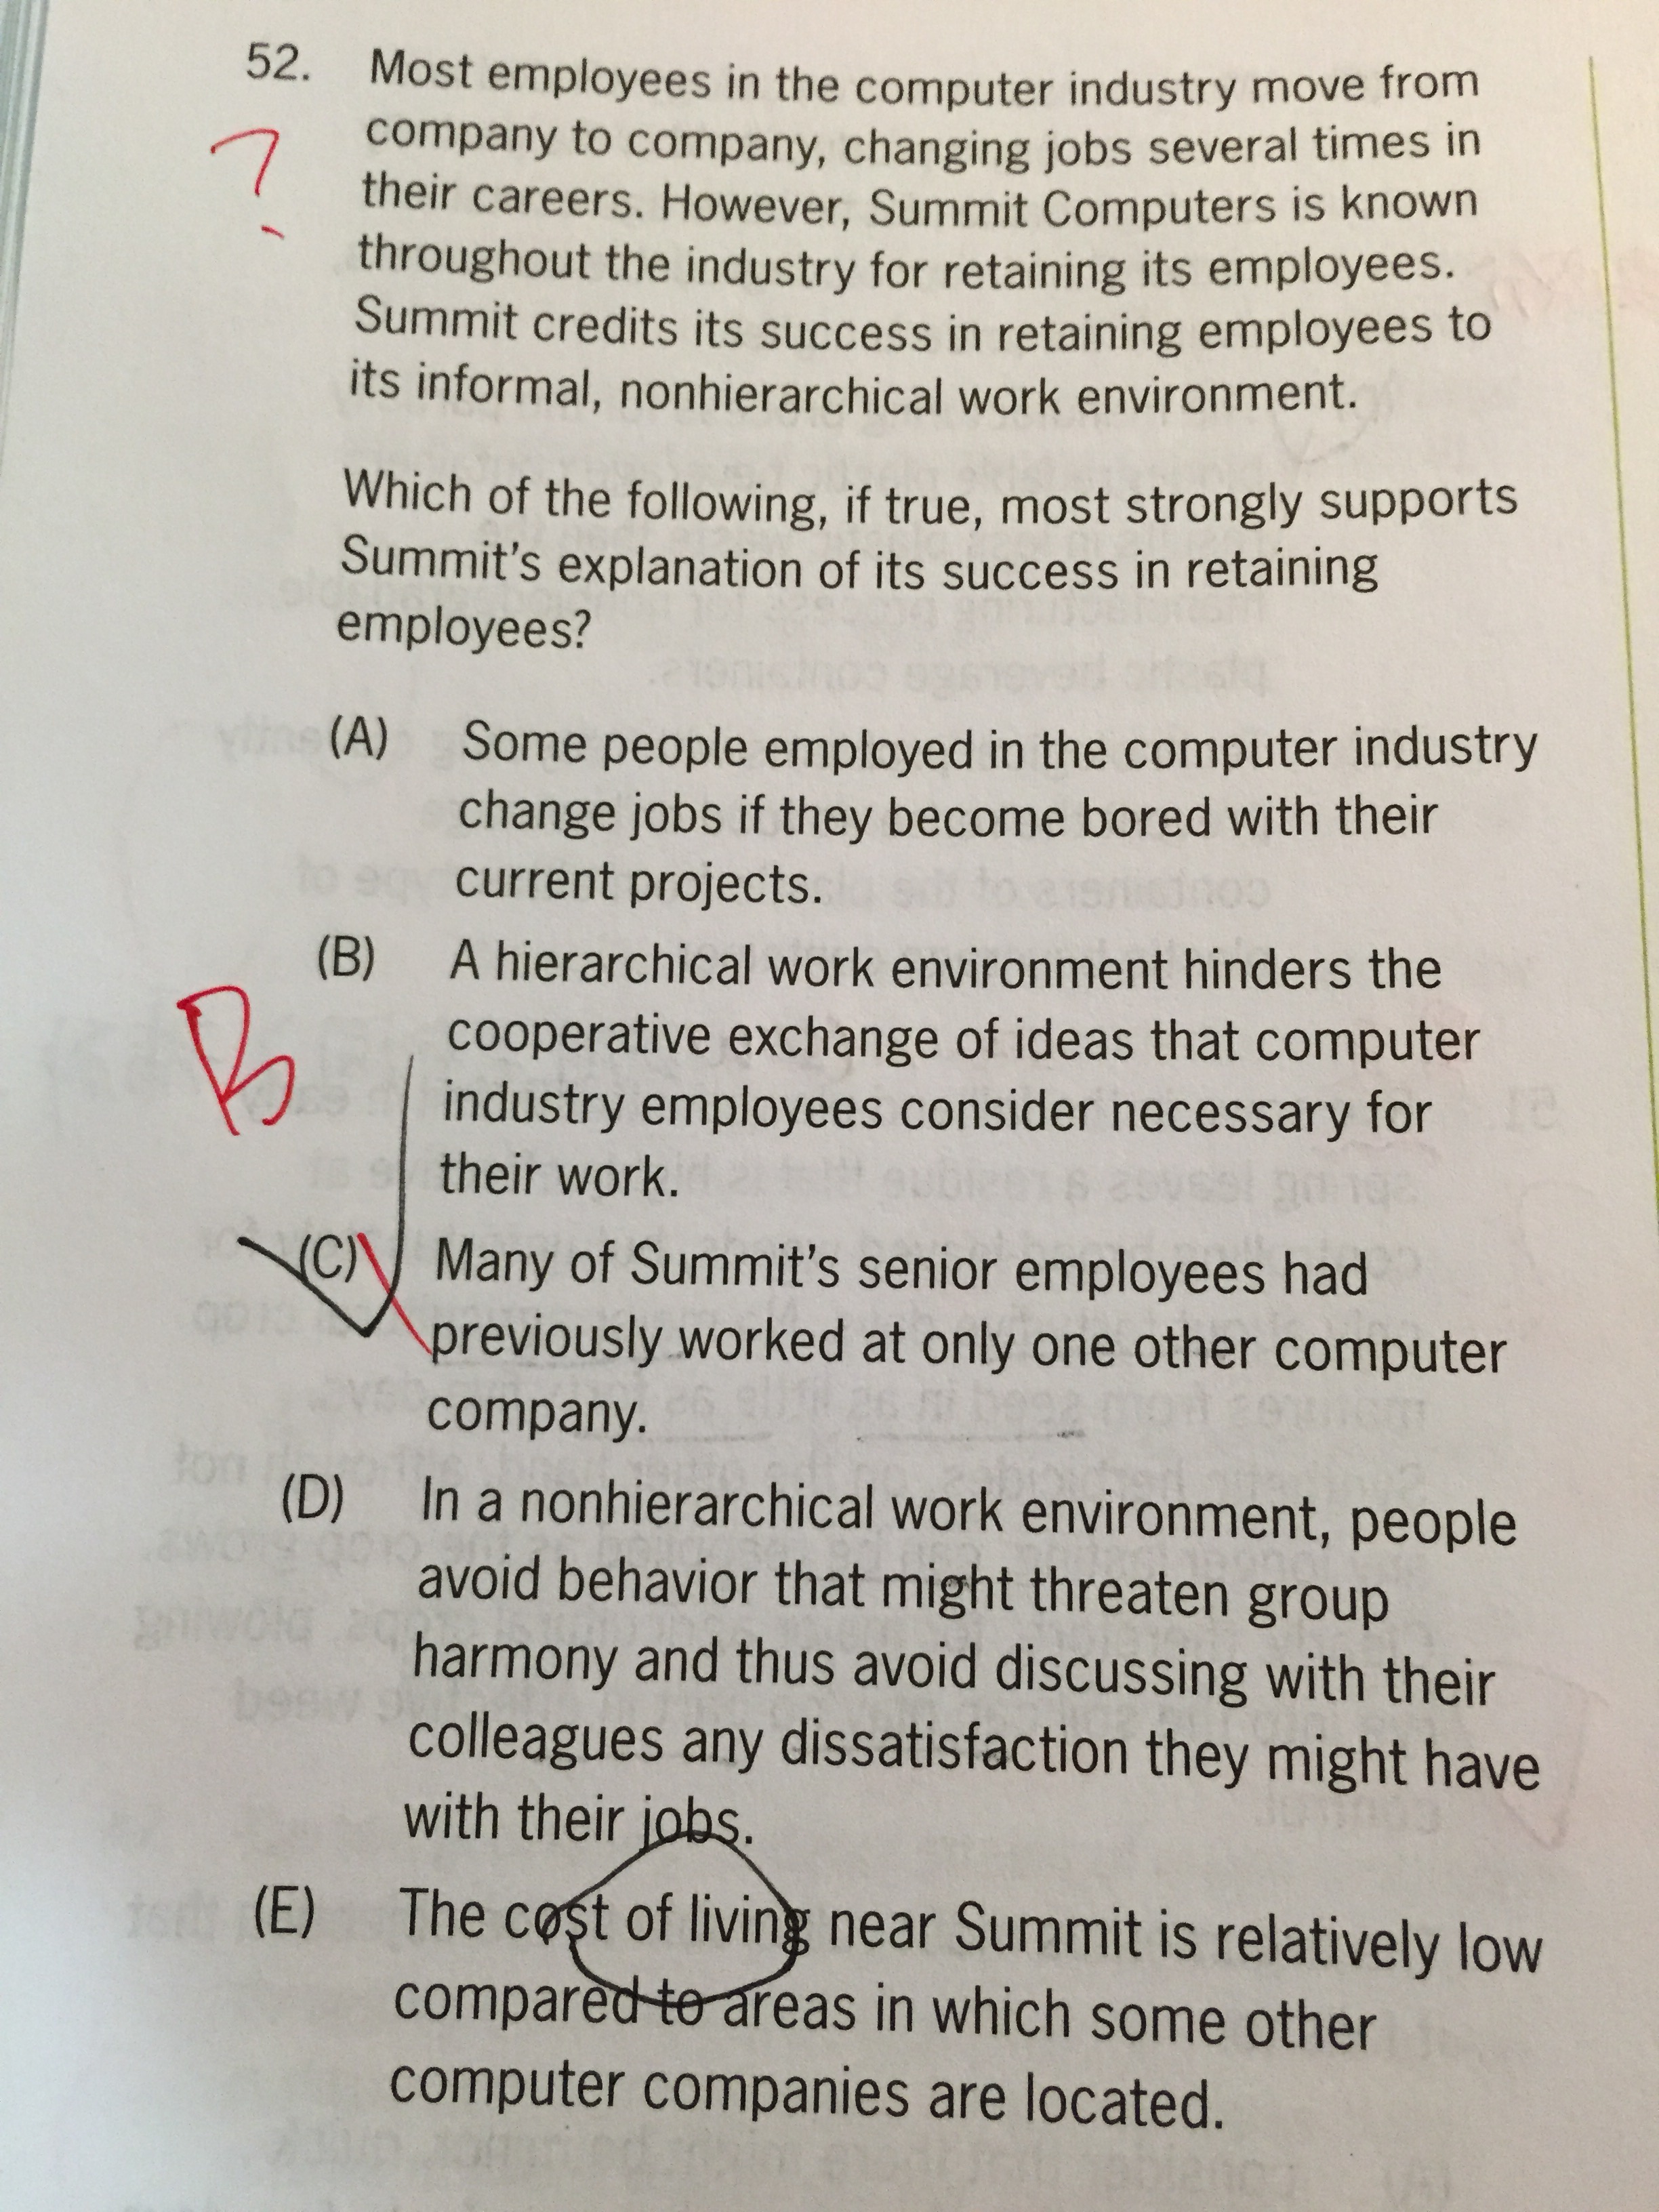 52. Most employees in the computer industry move from
company to company, changing jobs several times in
their careers. However, Summit Computers is known
throughout the industry for retaining its employees.
Summit credits its success in retaining employees to
its informal, nonhierarchical work environment.
?
Which of the following, if true, most strongly supports
Summit's explanation of its success in retaining
employees?
(A) Some people employed in the computer industry
change jobs if they become bored with their
current projects.
(B) A hierarchical work environment hinders the
cooperative exchange of ideas that computer
industry employees consider necessary for
their work.
B
(C) Many of Summit's senior employees had
previously worked at only one other computer
company.
(D) In a nonhierarchical work environment, people
avoid behavior that might threaten group
harmony and thus avoid discussing with their
colleagues any dissatisfaction they might have
with their jobs.
(E) The cost of living near Summit is relatively low
compared to areas in which some other
computer companies are located.